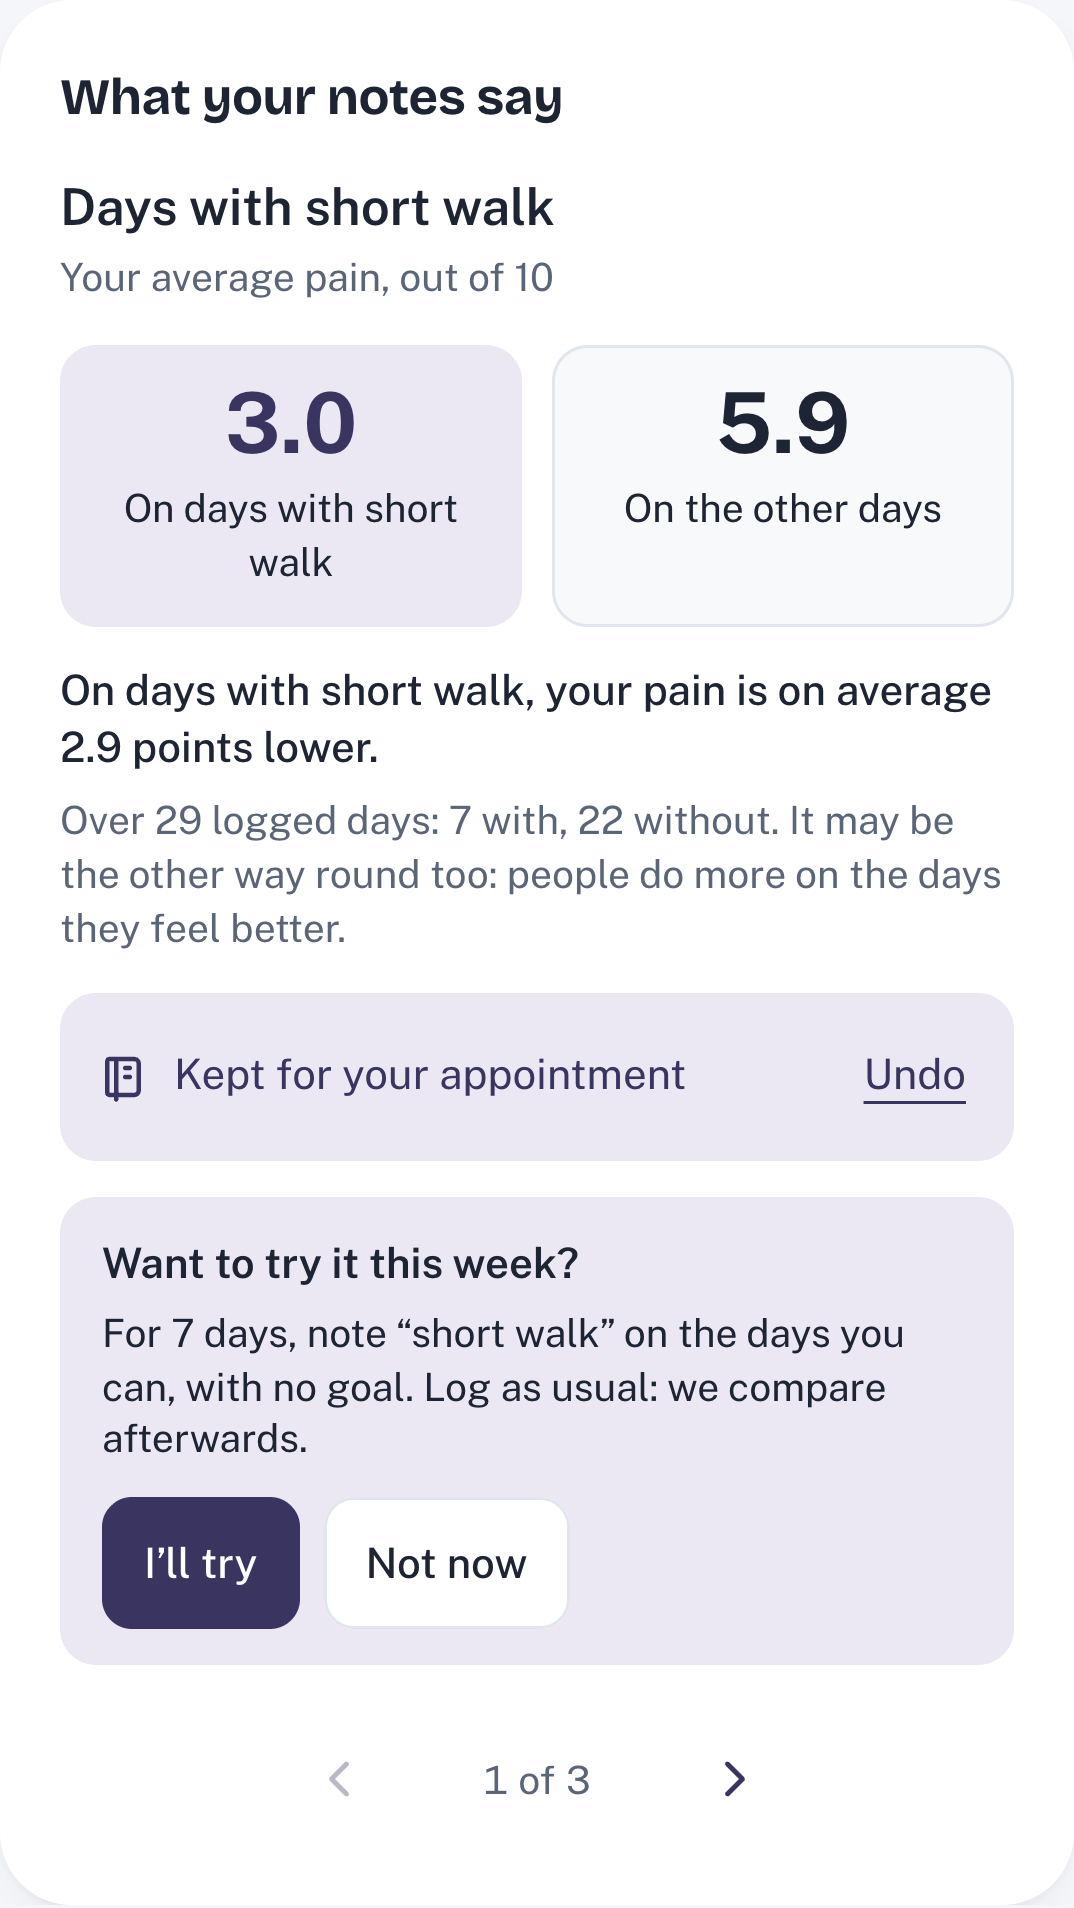 What your notes say
Days with short walk
Your average pain, out of 10
3.0
On days with short
walk
5.9
On the other days
On days with short walk, your pain is on average
2.9 points lower.
Over 29 logged days: 7 with, 22 without. It may be
the other way round too: people do more on the days
they feel better.
Kept for your appointment
Undo
Want to try it this week?
For 7 days, note “short walk” on the days you
can, with no goal. Log as usual: we compare
afterwards.
I’ll try
Not now
1 of 3